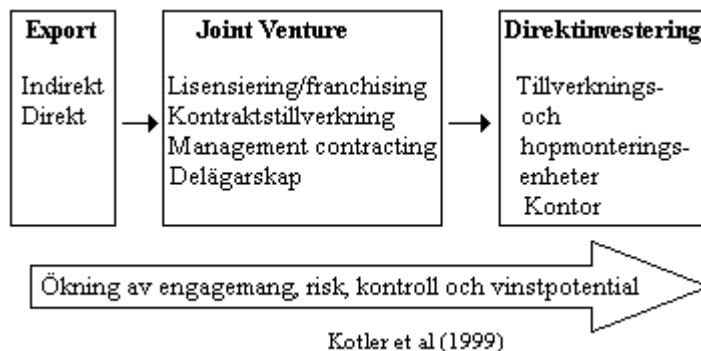 Export
Indirekt
Direkt
Joint Venture
Lisensiering/franchising
Kontraktstillverkning
Management contracting
Delägarskap
Direktinvestering
Tillverknings-
och
hopmonterings-
enheter
Kontor
Ökning av engagemang, risk, kontroll och vinstpotential
Kotler et al (1999)